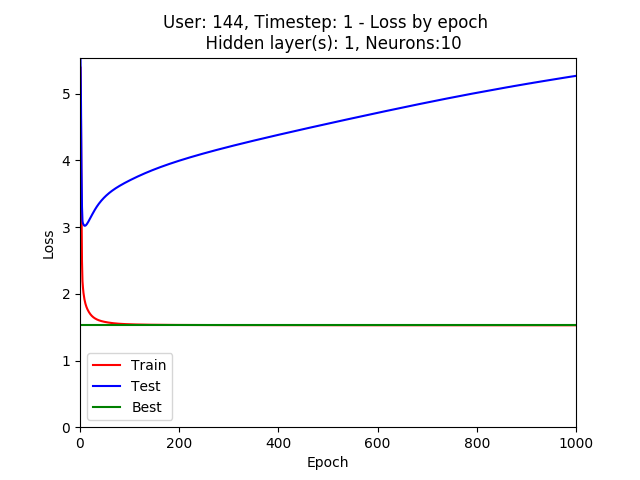 User: 144, Timestep: 1 - Loss by epoch
Hidden layer(s): 1, Neurons:10
5
4
3
2
1
0
Loss
Train
Test
Best
0 200 400 600 800 1000
Epoch